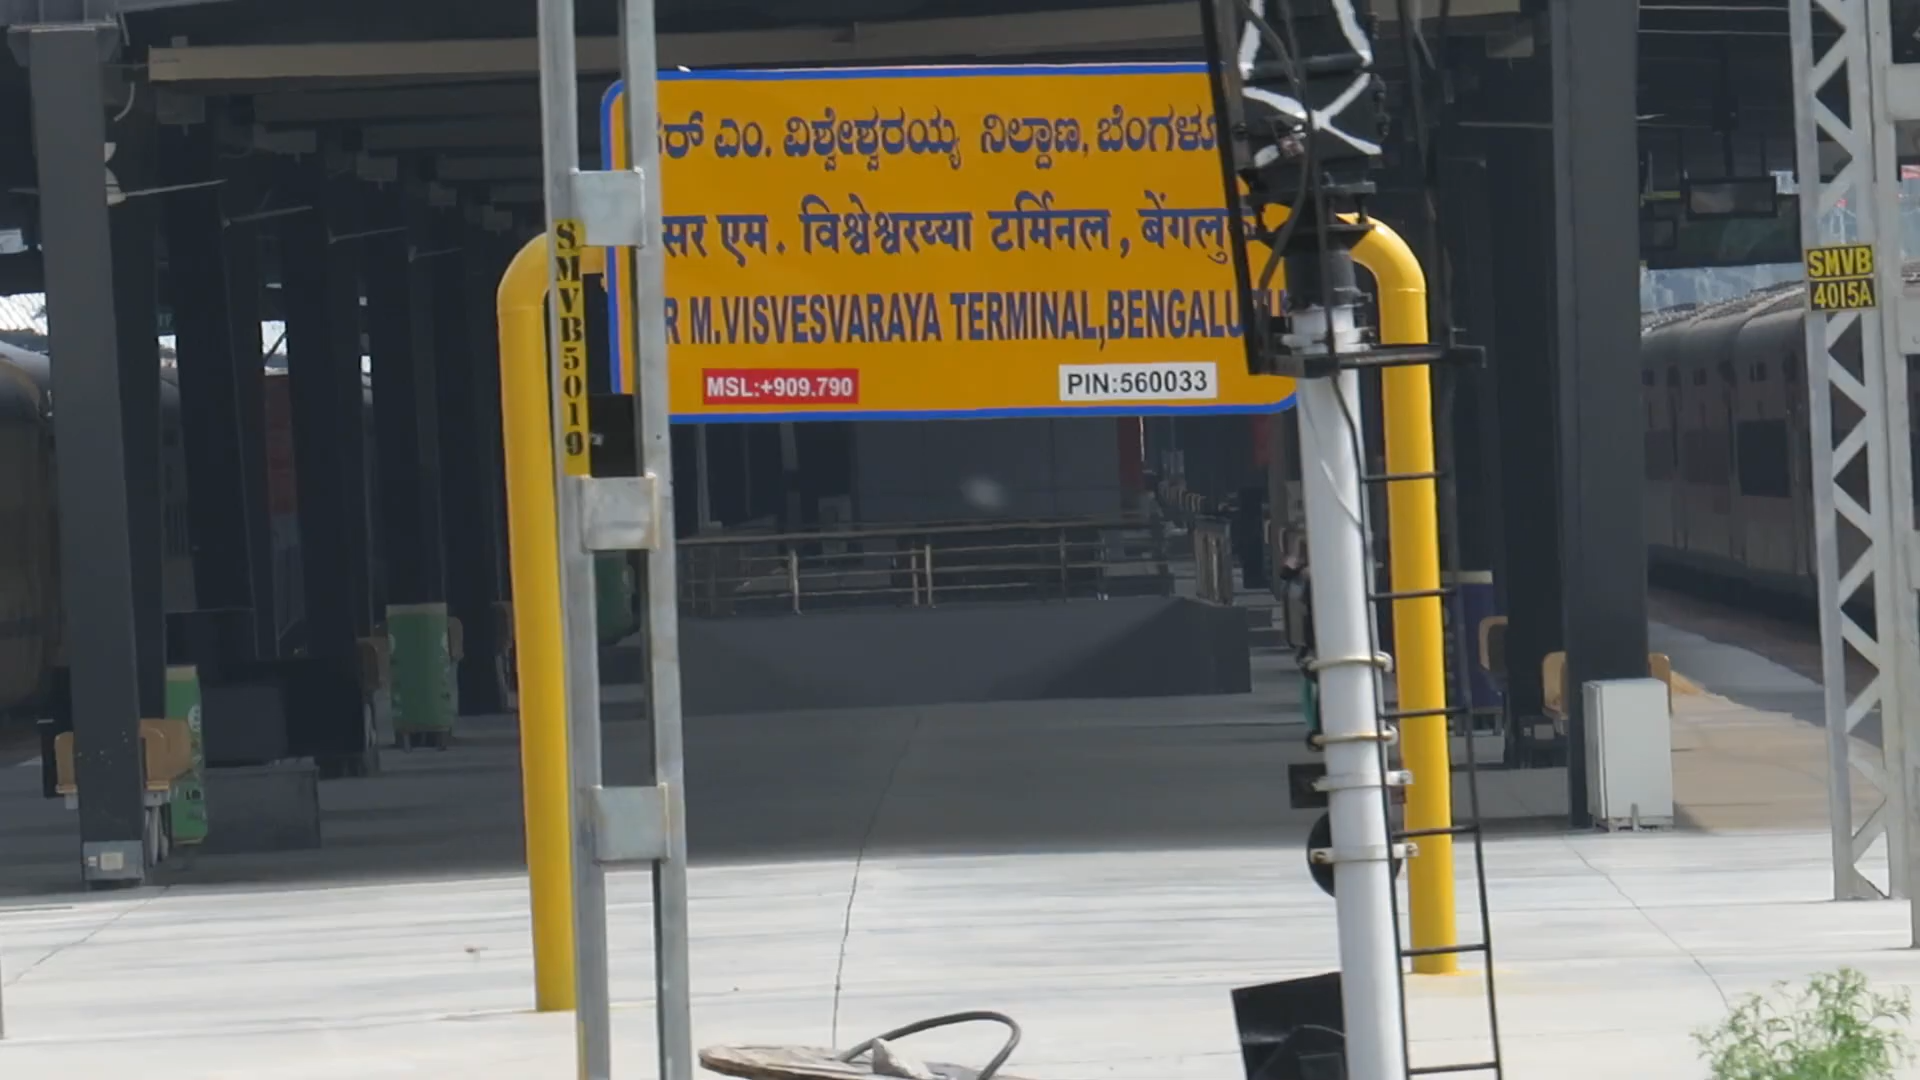 ಸರ್ ಎಂ. ವಿಶ್ವೇಶ್ವರಯ್ಯ ನಿಲ್ದಾಣ, ಬೆಂಗಳೂ
सर एम. विश्वेश्वरय्या टर्मिनल, बेंगलुरु
R M.VISVESVARAYA TERMINAL,BENGALURU
MSL:+909.790
PIN:560033
SMVB5019
SMVB
4015A